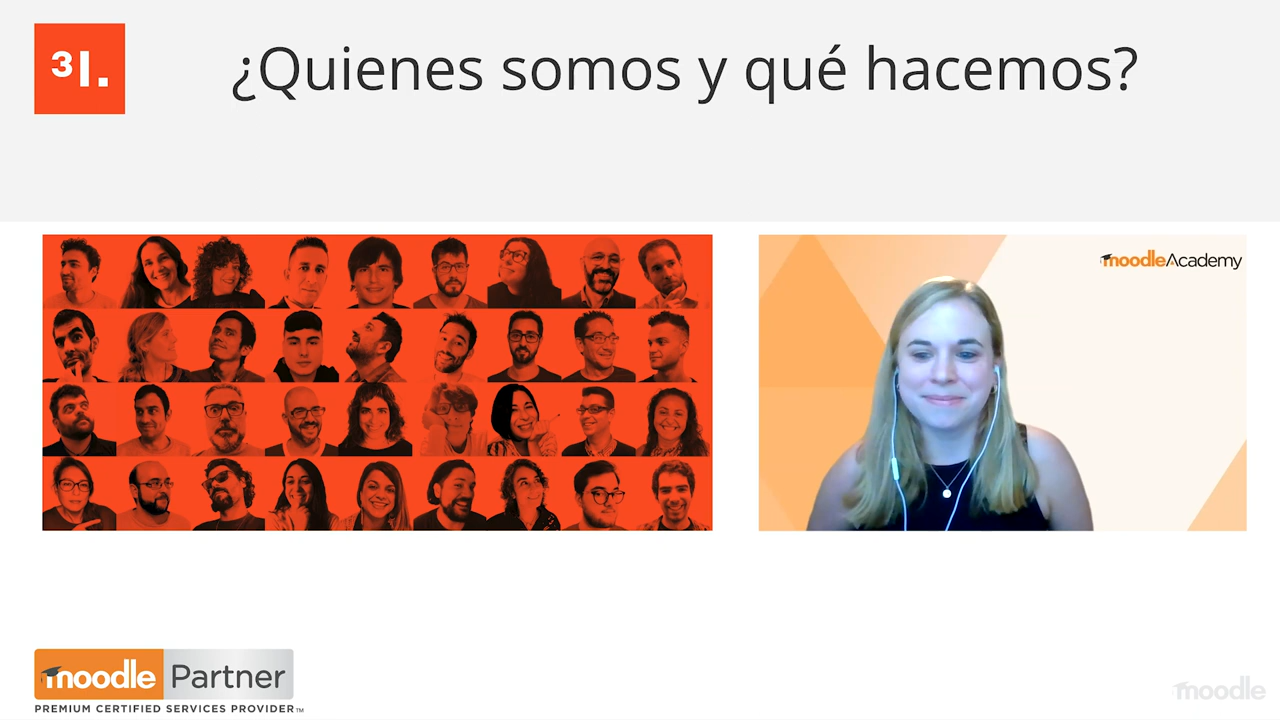 ³I.
¿Quienes somos y qué hacemos?
moodleAcademy
moodle Partner
PREMIUM CERTIFIED SERVICES PROVIDER™
moodle